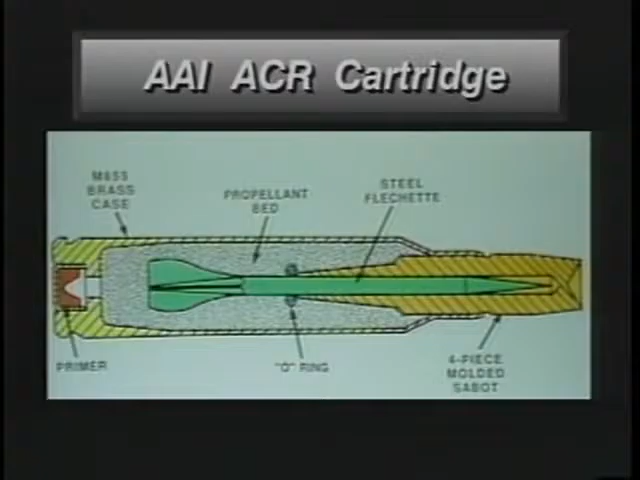 AAI ACR Cartridge
M855
BRASS
CASE
PROPELLANT
BED
STEEL
FLECHETTE
PRIMER
"O" RING
4-PIECE
MOLDED
SABOT